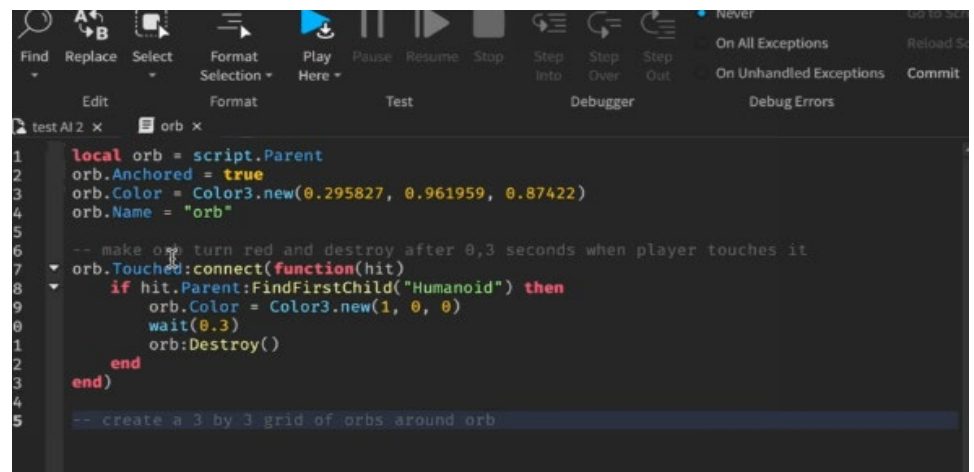 Never
Find Replace Select Format Selection Play Here Pause Resume Stop Step Into Step Over Step Out
On All Exceptions Reload
On Unhandled Exceptions Commit
Edit Format Test Debugger Debug Errors
test AI 2 × orb ×
1 local orb = script.Parent
2 orb.Anchored = true
3 orb.Color = Color3.new(0.295827, 0.961959, 0.87422)
4 orb.Name = "orb"
5
6 -- make orb turn red and destroy after 0,3 seconds when player touches it
7 orb.Touched:connect(function(hit)
8 if hit.Parent:FindFirstChild("Humanoid") then
9 orb.Color = Color3.new(1, 0, 0)
0 wait(0.3)
1 orb:Destroy()
2 end
3 end)
4
5 -- create a 3 by 3 grid of orbs around orb